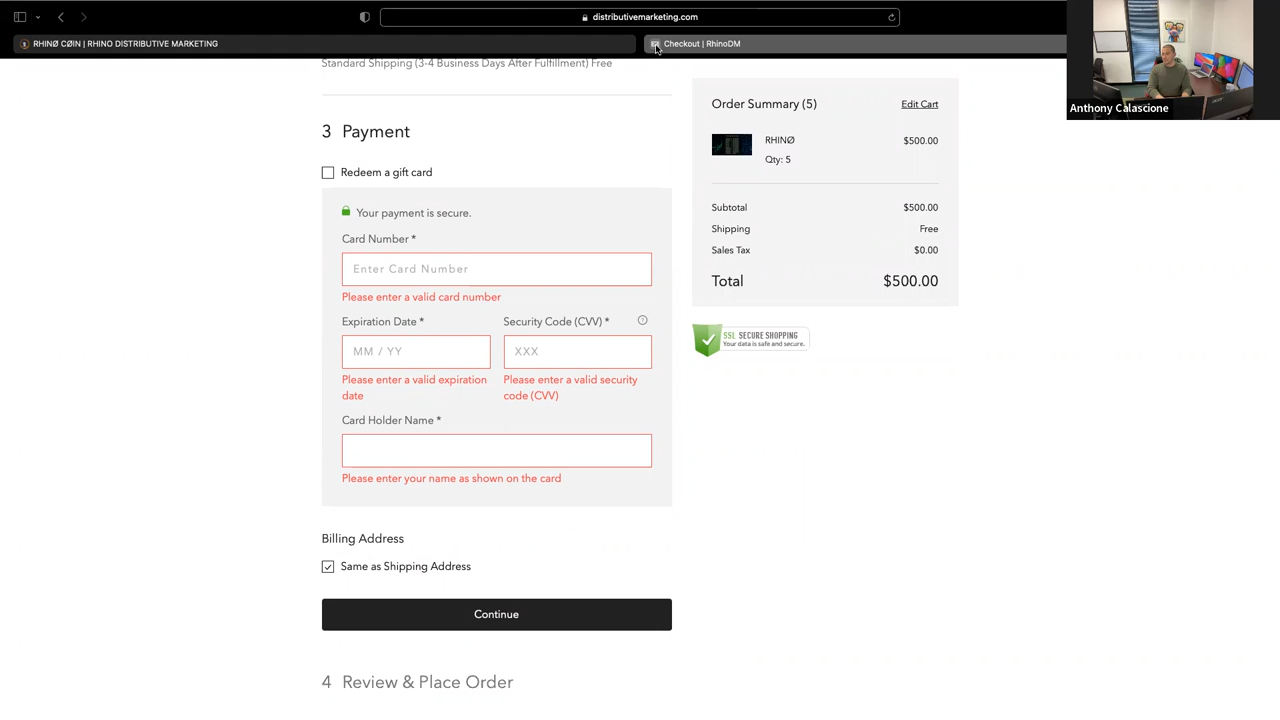 distributivemarketing.com
RHINØ CØIN | RHINO DISTRIBUTIVE MARKETING
Checkout | RhinoDM
Anthony Calascione
Standard Shipping (3-4 Business Days After Fulfillment) Free
3 Payment
Redeem a gift card
Your payment is secure.
Card Number *
Enter Card Number
Please enter a valid card number
Expiration Date *
Security Code (CVV) *
?
MM / YY
XXX
Please enter a valid expiration
date
Please enter a valid security
code (CVV)
Card Holder Name *
Please enter your name as shown on the card
Billing Address
Same as Shipping Address
Continue
4 Review & Place Order
Order Summary (5)
Edit Cart
RHINØ
$500.00
Qty: 5
Subtotal
$500.00
Shipping
Free
Sales Tax
$0.00
Total
$500.00
SSL SECURE SHOPPING
Your data is safe and secure.